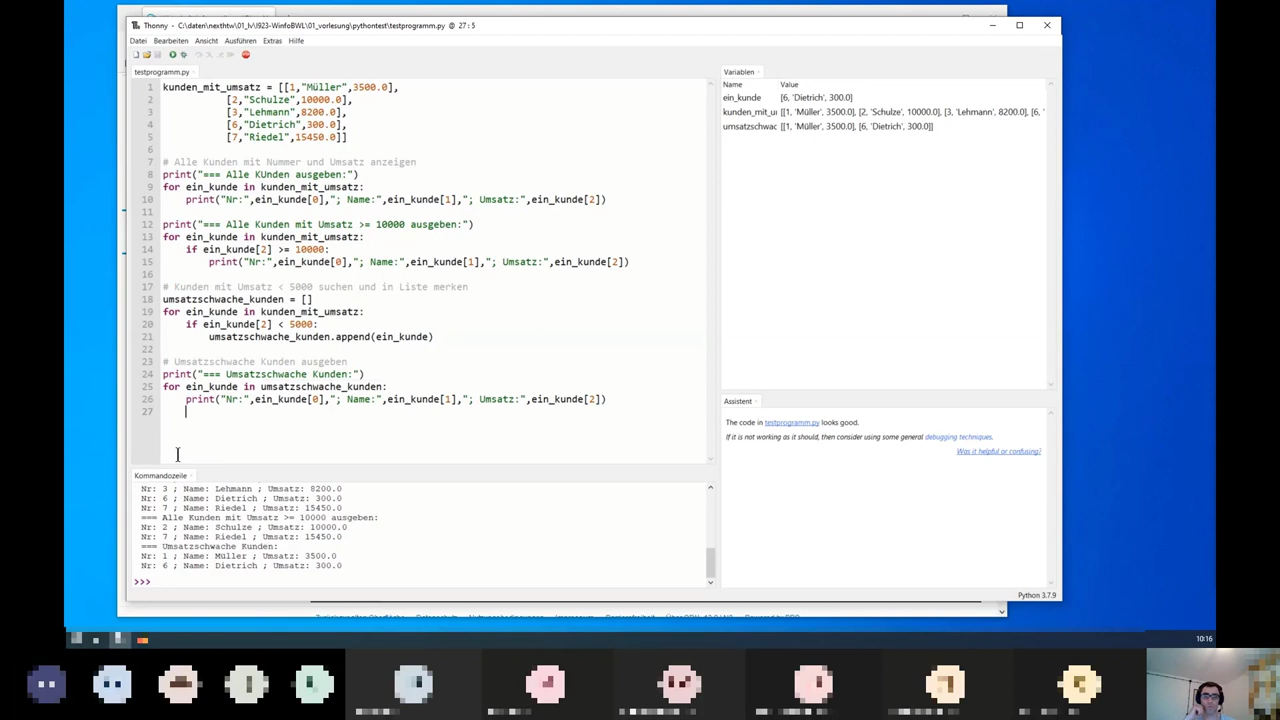 Thonny - C:\daten\nexthtw\01_lv\I923-WinfoBWL\01_vorlesung\pythontest\testprogramm.py @ 27:5
Datei Bearbeiten Ansicht Ausführen Extras Hilfe
testprogramm.py
1 kunden_mit_umsatz = [[1,"Müller",3500.0],
2 [2,"Schulze",10000.0],
3 [3,"Lehmann",8200.0],
4 [6,"Dietrich",300.0],
5 [7,"Riedel",15450.0]]
6
7 # Alle Kunden mit Nummer und Umsatz anzeigen
8 print("=== Alle KUnden ausgeben:")
9 for ein_kunde in kunden_mit_umsatz:
10 print("Nr:",ein_kunde[0],"; Name:",ein_kunde[1],"; Umsatz:",ein_kunde[2])
11
12 print("=== Alle Kunden mit Umsatz >= 10000 ausgeben:")
13 for ein_kunde in kunden_mit_umsatz:
14 if ein_kunde[2] >= 10000:
15 print("Nr:",ein_kunde[0],"; Name:",ein_kunde[1],"; Umsatz:",ein_kunde[2])
16
17 # Kunden mit Umsatz < 5000 suchen und in Liste merken
18 umsatzschwache_kunden = []
19 for ein_kunde in kunden_mit_umsatz:
20 if ein_kunde[2] < 5000:
21 umsatzschwache_kunden.append(ein_kunde)
22
23 # Umsatzschwache Kunden ausgeben
24 print("=== Umsatzschwache Kunden:")
25 for ein_kunde in umsatzschwache_kunden:
26 print("Nr:",ein_kunde[0],"; Name:",ein_kunde[1],"; Umsatz:",ein_kunde[2])
27
Kommandozeile
Nr: 3 ; Name: Lehmann ; Umsatz: 8200.0
Nr: 6 ; Name: Dietrich ; Umsatz: 300.0
Nr: 7 ; Name: Riedel ; Umsatz: 15450.0
=== Alle Kunden mit Umsatz >= 10000 ausgeben:
Nr: 2 ; Name: Schulze ; Umsatz: 10000.0
Nr: 7 ; Name: Riedel ; Umsatz: 15450.0
=== Umsatzschwache Kunden:
Nr: 1 ; Name: Müller ; Umsatz: 3500.0
Nr: 6 ; Name: Dietrich ; Umsatz: 300.0
>>>
Variablen
Name Value
ein_kunde [6, 'Dietrich', 300.0]
kunden_mit_u [[1, 'Müller', 3500.0], [2, 'Schulze', 10000.0], [3, 'Lehmann', 8200.0], [6, '
umsatzschwac [[1, 'Müller', 3500.0], [6, 'Dietrich', 300.0]]
Assistent
The code in testprogramm.py looks good.
If it is not working as it should, then consider using some general debugging techniques.
Was it helpful or confusing?
Python 3.7.9
10:16